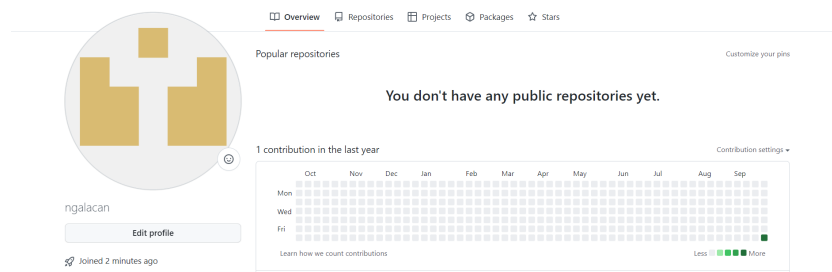 Overview Repositories Projects Packages Stars
Popular repositories Customize your pins
You don't have any public repositories yet.
1 contribution in the last year Contribution settings
Oct Nov Dec Jan Feb Mar Apr May Jun Jul Aug Sep
Mon
Wed
Fri
Learn how we count contributions Less More
ngalacan
Edit profile
Joined 2 minutes ago